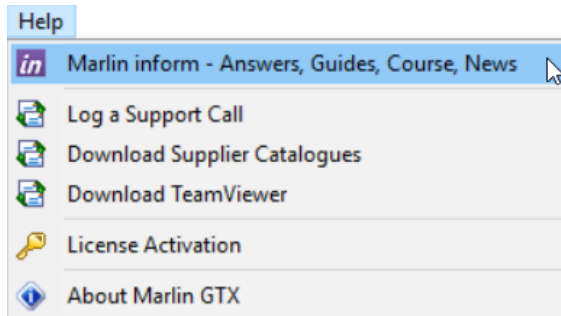 Help
in Marlin inform - Answers, Guides, Course, News
Log a Support Call
Download Supplier Catalogues
Download TeamViewer
License Activation
About Marlin GTX